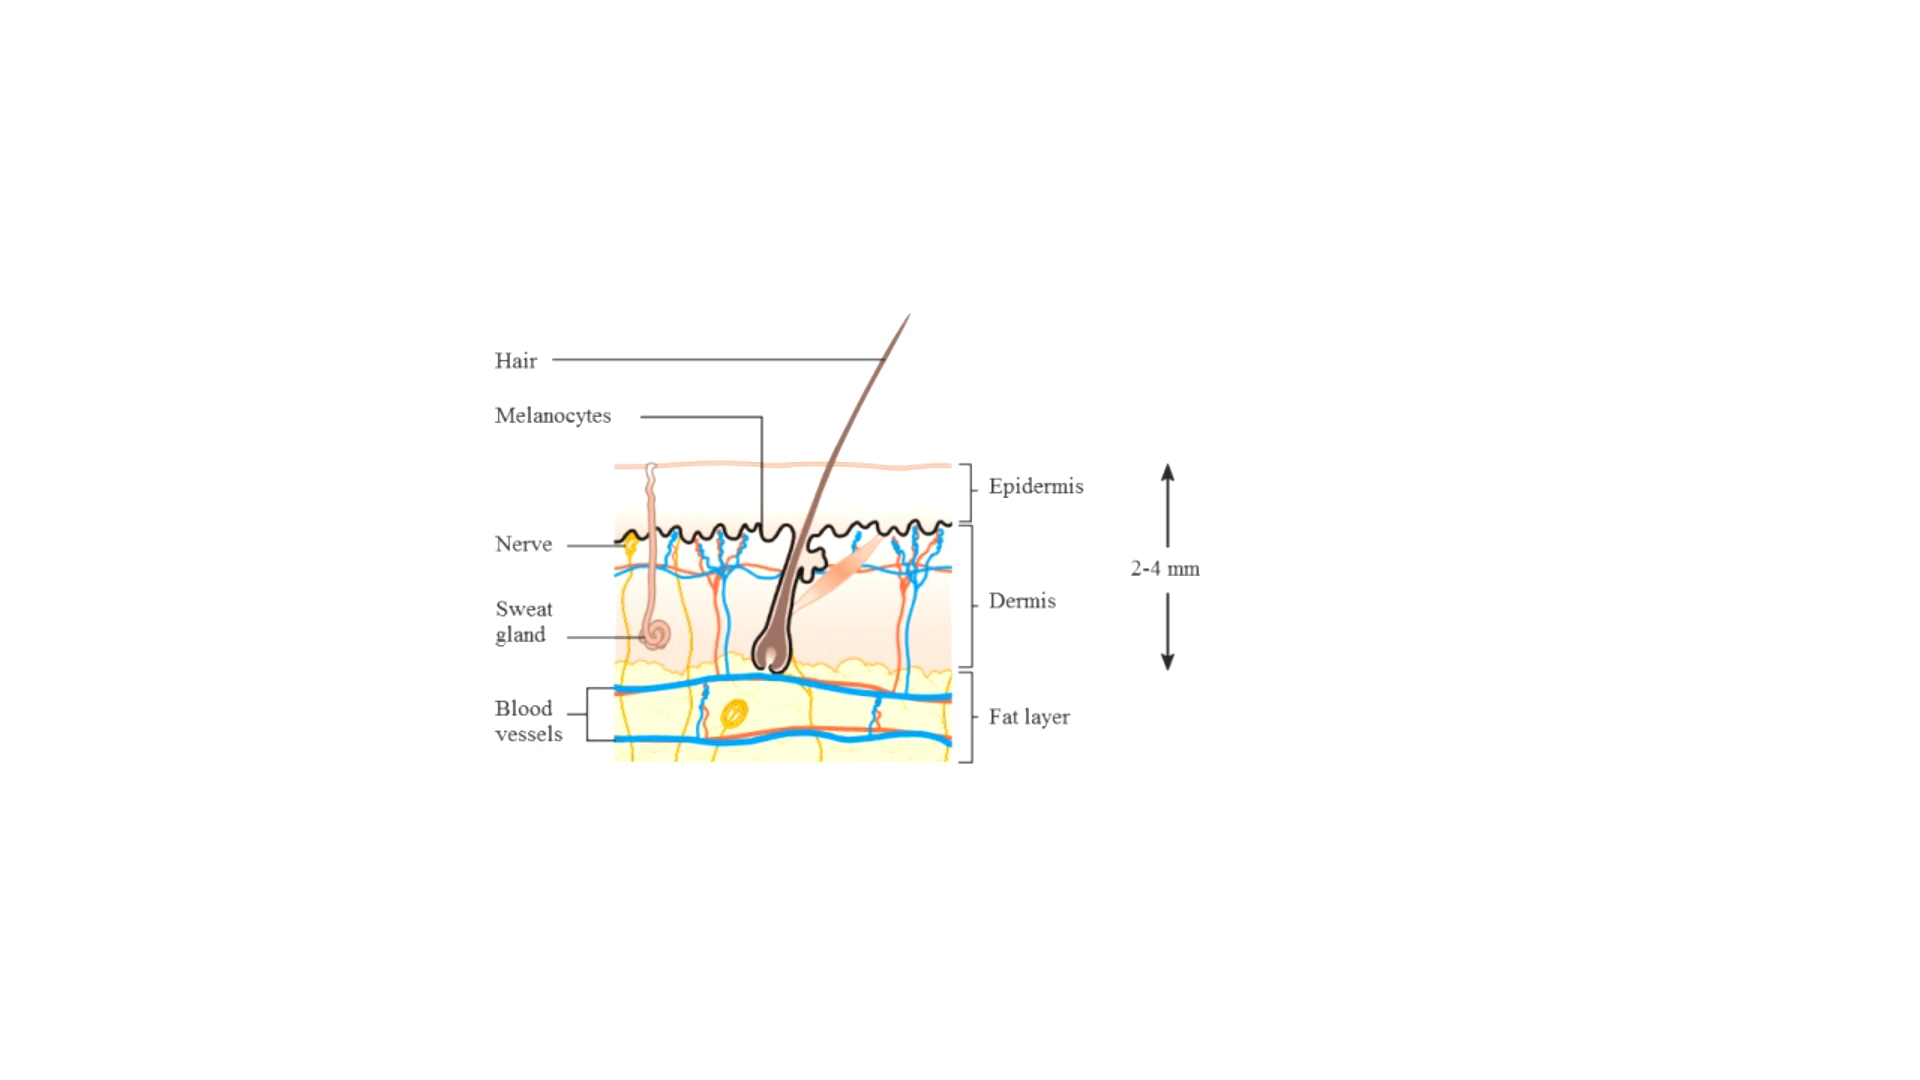 Hair
Melanocytes
Epidermis
Nerve
2-4 mm
Dermis
Sweat
gland
Blood
vessels
Fat layer